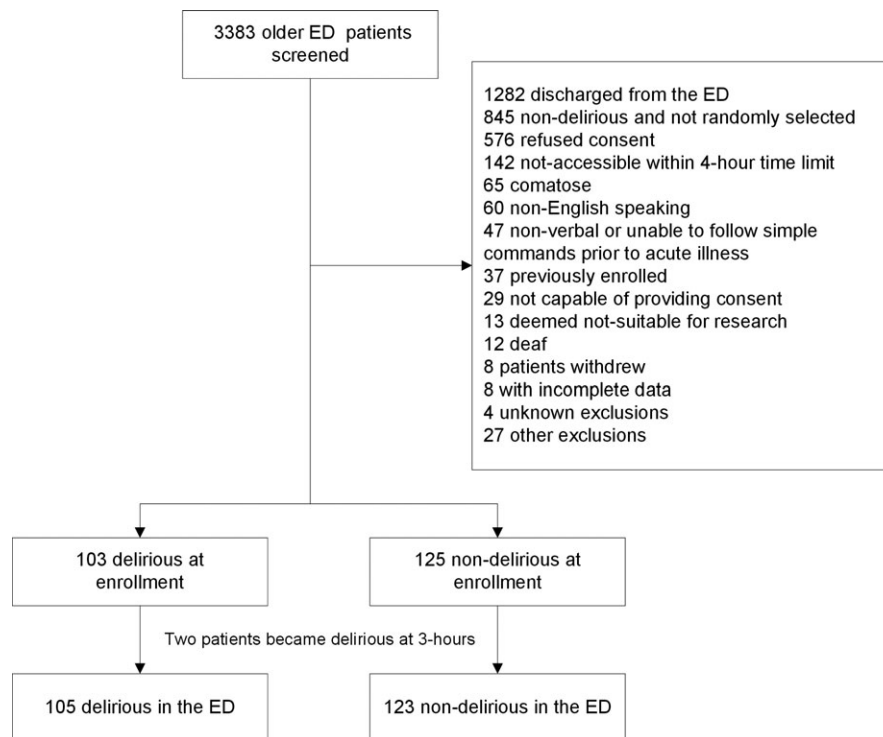 3383 older ED patients
screened
1282 discharged from the ED
845 non-delirious and not randomly selected
576 refused consent
142 not-accessible within 4-hour time limit
65 comatose
60 non-English speaking
47 non-verbal or unable to follow simple
commands prior to acute illness
37 previously enrolled
29 not capable of providing consent
13 deemed not-suitable for research
12 deaf
8 patients withdrew
8 with incomplete data
4 unknown exclusions
27 other exclusions
103 delirious at
enrollment
125 non-delirious at
enrollment
Two patients became delirious at 3-hours
105 delirious in the ED
123 non-delirious in the ED